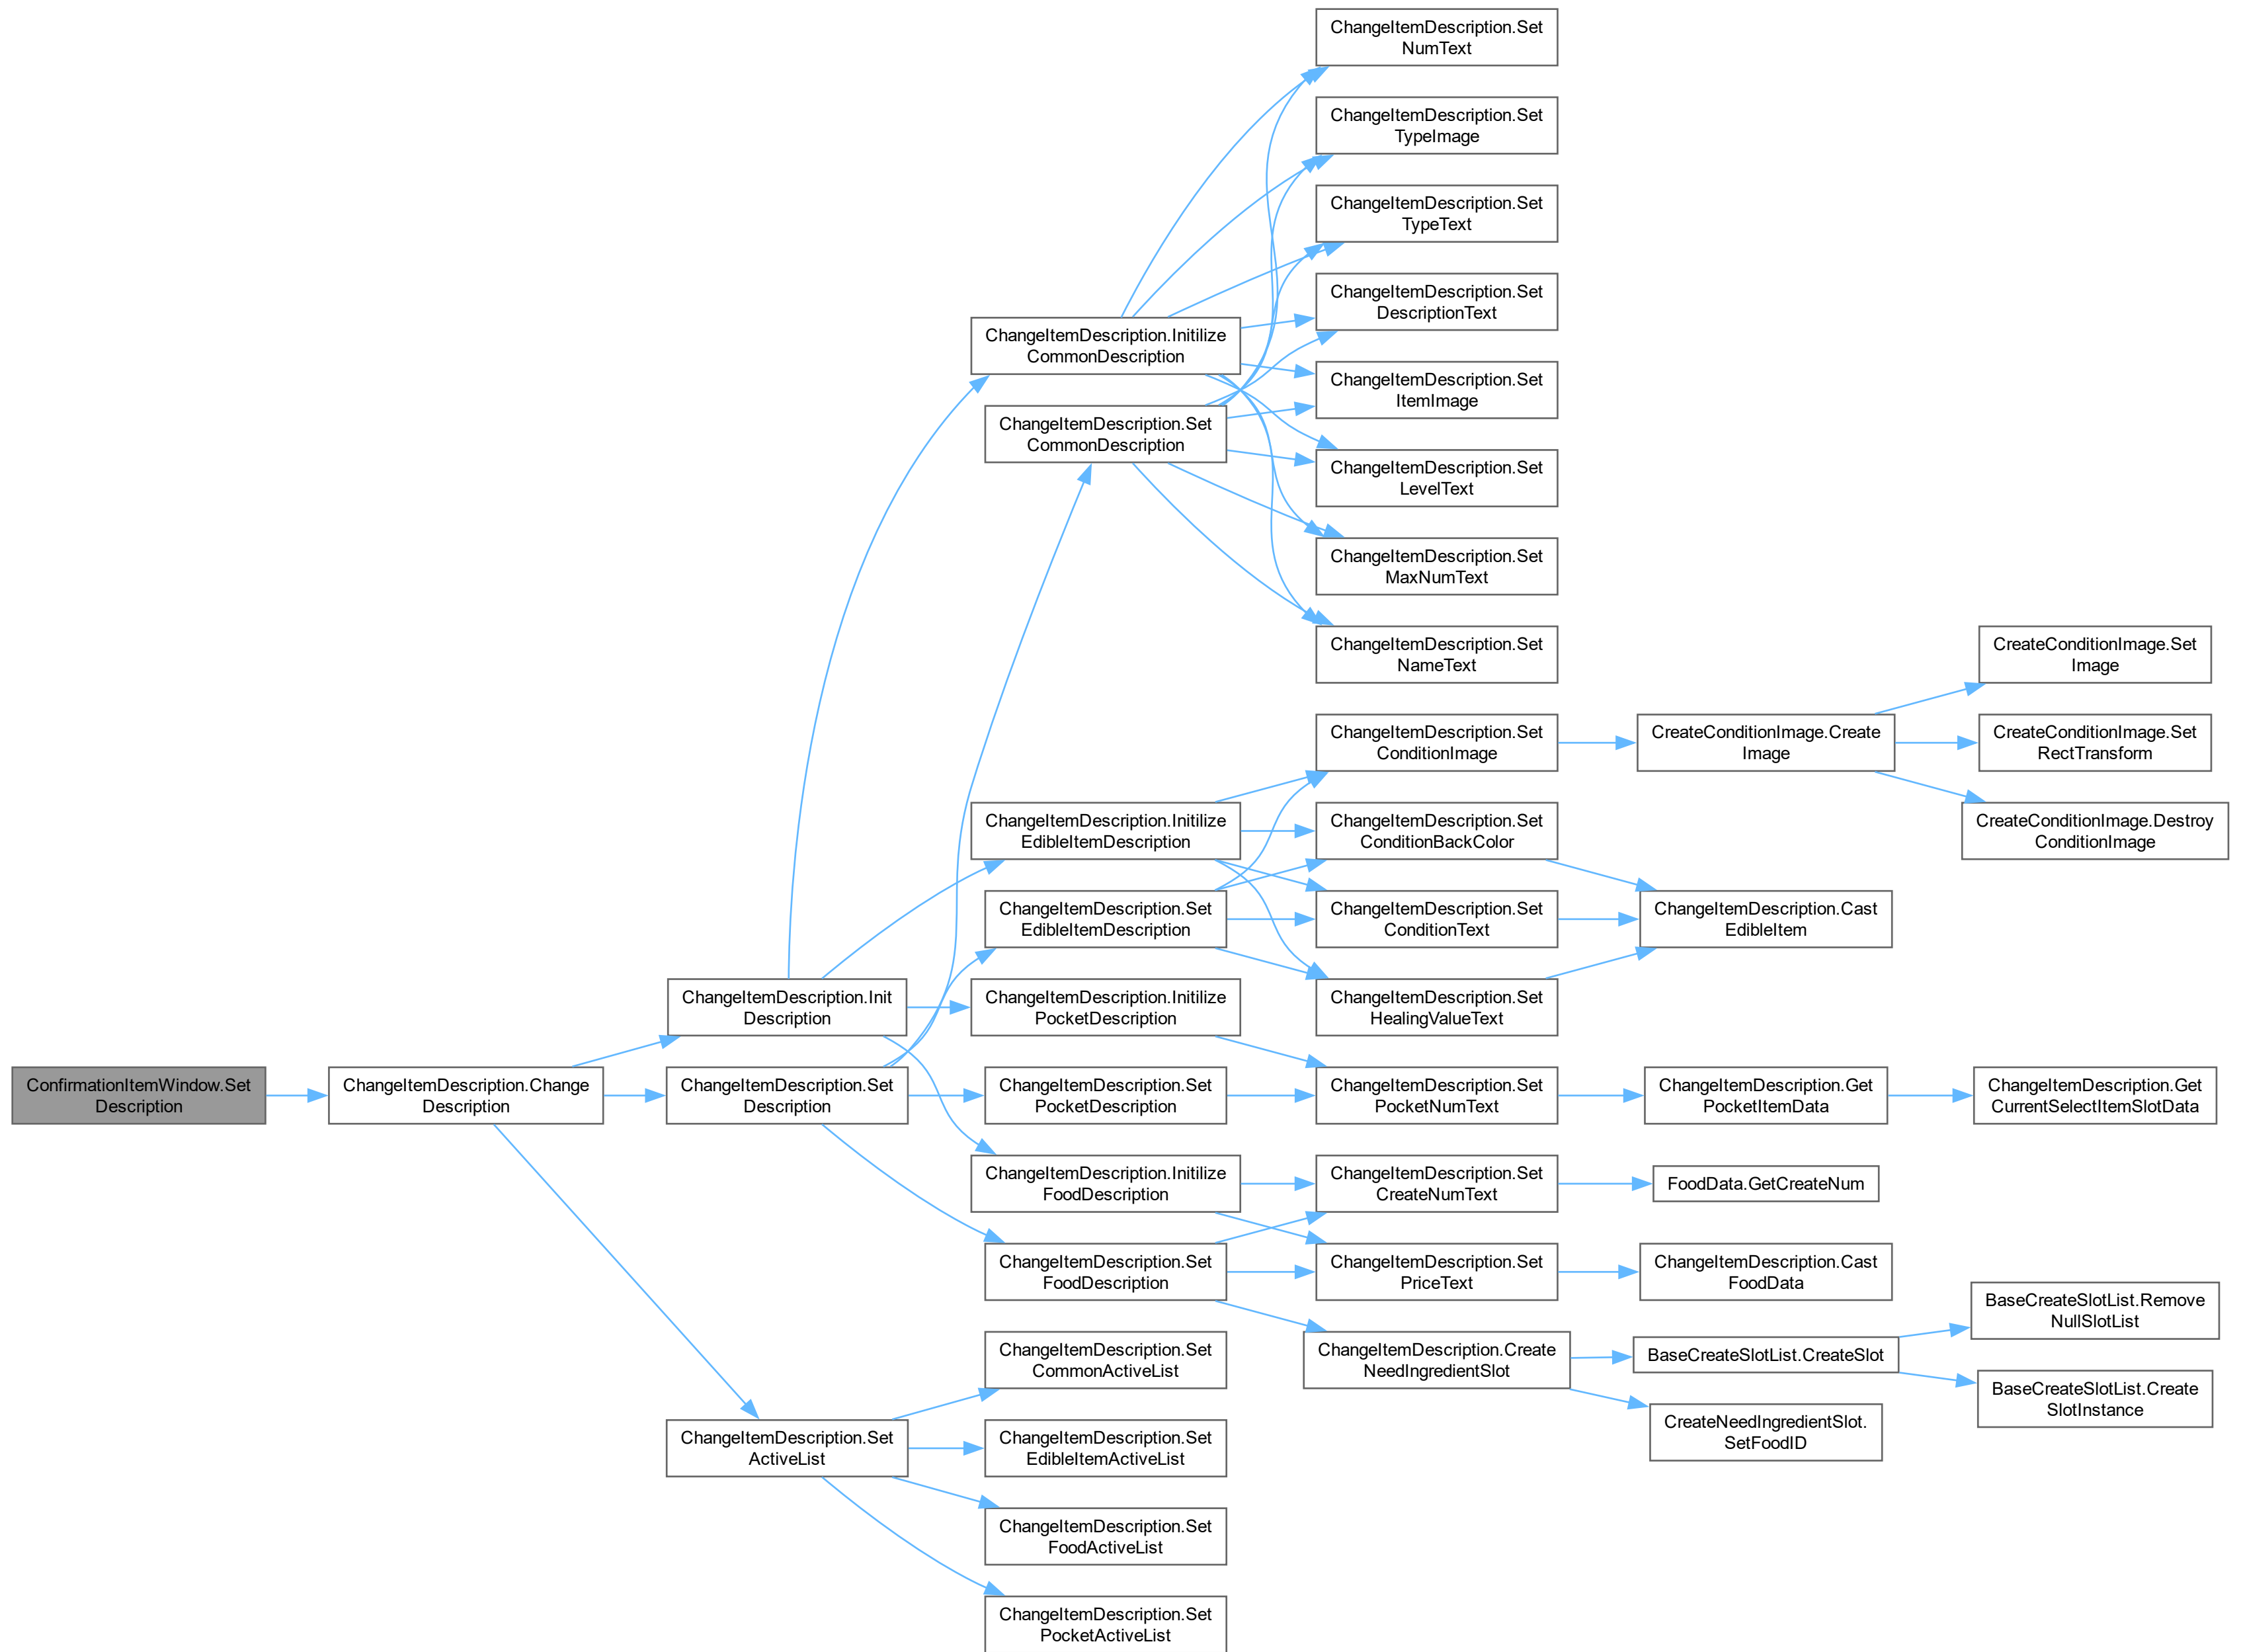 ConfirmationItemWindow.Set
Description
ChangeItemDescription.Change
Description
ChangeItemDescription.Init
Description
ChangeItemDescription.Set
Description
ChangeItemDescription.Set
ActiveList
ChangeItemDescription.Initilize
CommonDescription
ChangeItemDescription.Set
CommonDescription
ChangeItemDescription.Initilize
EdibleItemDescription
ChangeItemDescription.Set
EdibleItemDescription
ChangeItemDescription.Initilize
PocketDescription
ChangeItemDescription.Set
PocketDescription
ChangeItemDescription.Initilize
FoodDescription
ChangeItemDescription.Set
FoodDescription
ChangeItemDescription.Set
CommonActiveList
ChangeItemDescription.Set
EdibleItemActiveList
ChangeItemDescription.Set
FoodActiveList
ChangeItemDescription.Set
PocketActiveList
ChangeItemDescription.Set
NumText
ChangeItemDescription.Set
TypeImage
ChangeItemDescription.Set
TypeText
ChangeItemDescription.Set
DescriptionText
ChangeItemDescription.Set
ItemImage
ChangeItemDescription.Set
LevelText
ChangeItemDescription.Set
MaxNumText
ChangeItemDescription.Set
NameText
ChangeItemDescription.Set
ConditionImage
ChangeItemDescription.Set
ConditionBackColor
ChangeItemDescription.Set
ConditionText
ChangeItemDescription.Set
HealingValueText
ChangeItemDescription.Set
PocketNumText
ChangeItemDescription.Set
CreateNumText
ChangeItemDescription.Set
PriceText
ChangeItemDescription.Create
NeedIngredientSlot
CreateConditionImage.Create
Image
ChangeItemDescription.Cast
EdibleItem
ChangeItemDescription.Get
PocketItemData
FoodData.GetCreateNum
ChangeItemDescription.Cast
FoodData
BaseCreateSlotList.CreateSlot
CreateNeedIngredientSlot.
SetFoodID
CreateConditionImage.Set
Image
CreateConditionImage.Set
RectTransform
CreateConditionImage.Destroy
ConditionImage
ChangeItemDescription.Get
CurrentSelectItemSlotData
BaseCreateSlotList.Remove
NullSlotList
BaseCreateSlotList.Create
SlotInstance